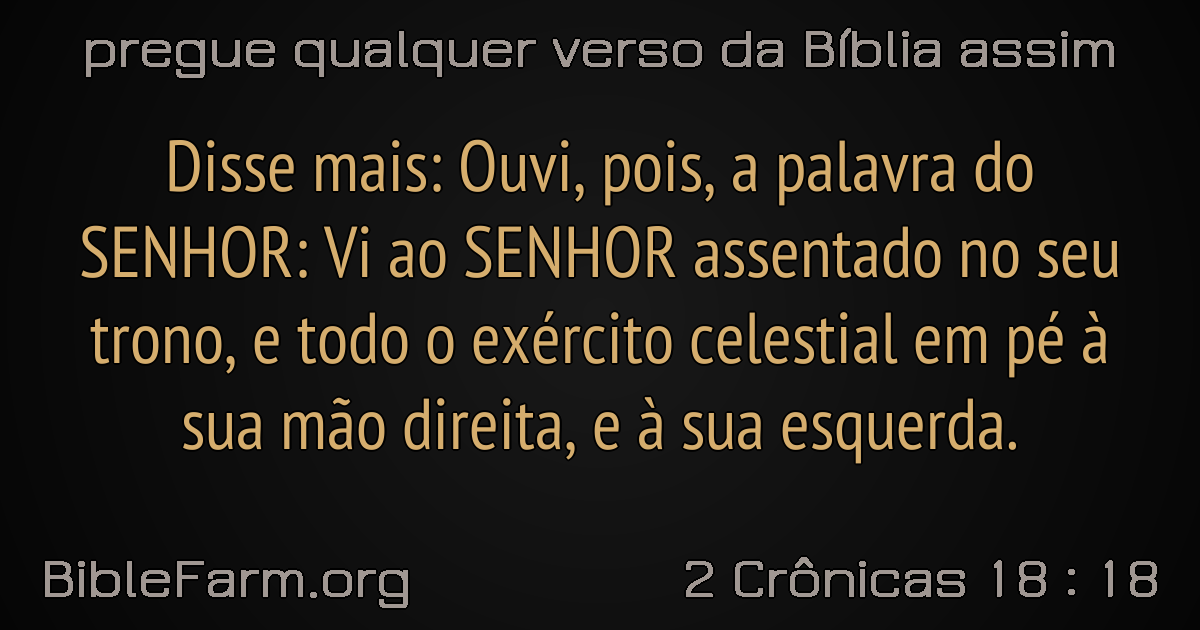 pregue qualquer verso da Bíblia assim
Disse mais: Ouvi, pois, a palavra do
SENHOR: Vi ao SENHOR assentado no seu
trono, e todo o exército celestial em pé à
sua mão direita, e à sua esquerda.
BibleFarm.org
2 Crônicas 18 : 18